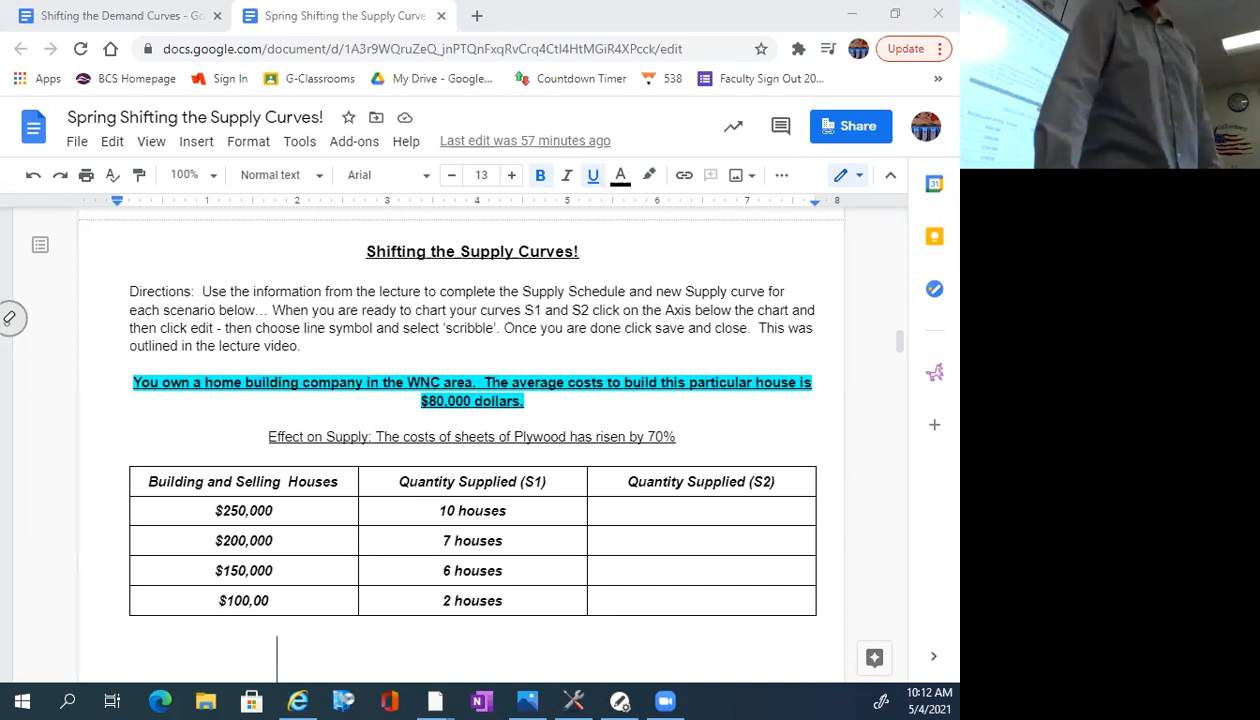 Shifting the Demand Curves - Go
Spring Shifting the Supply Curve
docs.google.com/document/d/1A3r9WQruZeQ_jnPTQnFxqRvCrq4CtI4HtMGiR4XPcck/edit
Update
Apps
BCS Homepage
Sign In
G-Classrooms
My Drive - Google...
Countdown Timer
538
Faculty Sign Out 20...
Spring Shifting the Supply Curves!
Share
File Edit View Insert Format Tools Add-ons Help Last edit was 57 minutes ago
100% Normal text Arial 13 B I U A
1 2 3 4 5 6 7 8
31
Shifting the Supply Curves!
Directions: Use the information from the lecture to complete the Supply Schedule and new Supply curve for
each scenario below... When you are ready to chart your curves S1 and S2 click on the Axis below the chart and
then click edit - then choose line symbol and select 'scribble'. Once you are done click save and close. This was
outlined in the lecture video.
You own a home building company in the WNC area. The average costs to build this particular house is
$80,000 dollars.
Effect on Supply: The costs of sheets of Plywood has risen by 70%
Building and Selling Houses Quantity Supplied (S1) Quantity Supplied (S2)
$250,000 10 houses
$200,000 7 houses
$150,000 6 houses
$100,00 2 houses
10:12 AM
5/4/2021